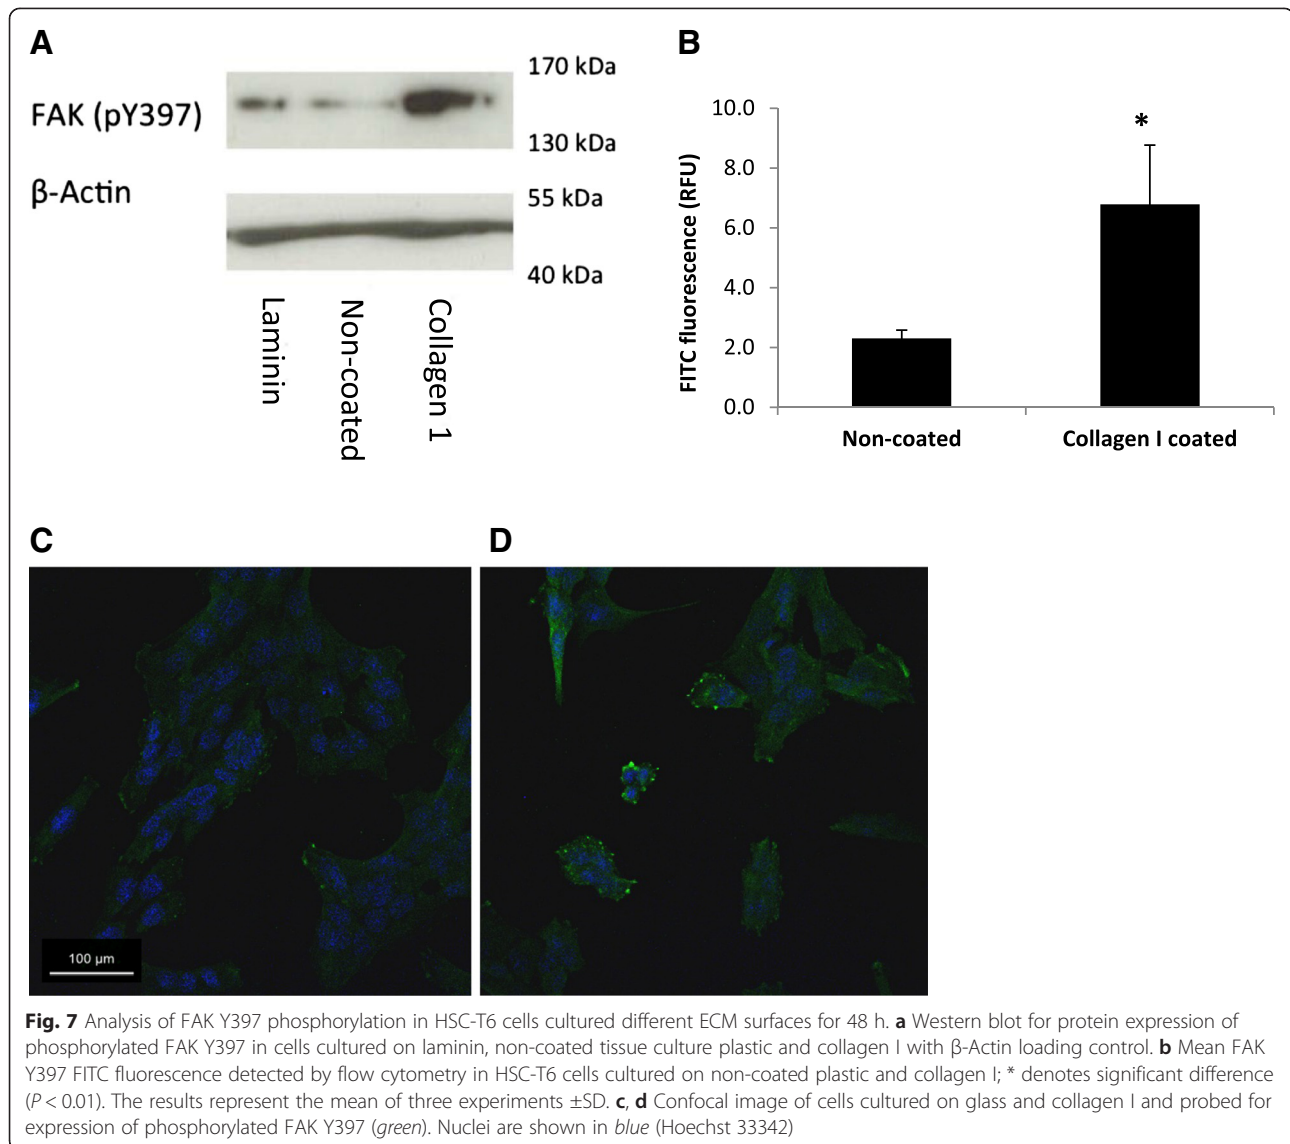 A
FAK (pY397)
β-Actin
170 kDa
130 kDa
55 kDa
40 kDa
Laminin
Non-coated
Collagen 1
B
FITC fluorescence (RFU)
10.0
8.0
6.0
4.0
2.0
0.0
*
Non-coated
Collagen I coated
C
100 µm
D
Fig. 7 Analysis of FAK Y397 phosphorylation in HSC-T6 cells cultured different ECM surfaces for 48 h. a Western blot for protein expression of
phosphorylated FAK Y397 in cells cultured on laminin, non-coated tissue culture plastic and collagen I with β-Actin loading control. b Mean FAK
Y397 FITC fluorescence detected by flow cytometry in HSC-T6 cells cultured on non-coated plastic and collagen I; * denotes significant difference
(P < 0.01). The results represent the mean of three experiments ±SD. c, d Confocal image of cells cultured on glass and collagen I and probed for
expression of phosphorylated FAK Y397 (green). Nuclei are shown in blue (Hoechst 33342)